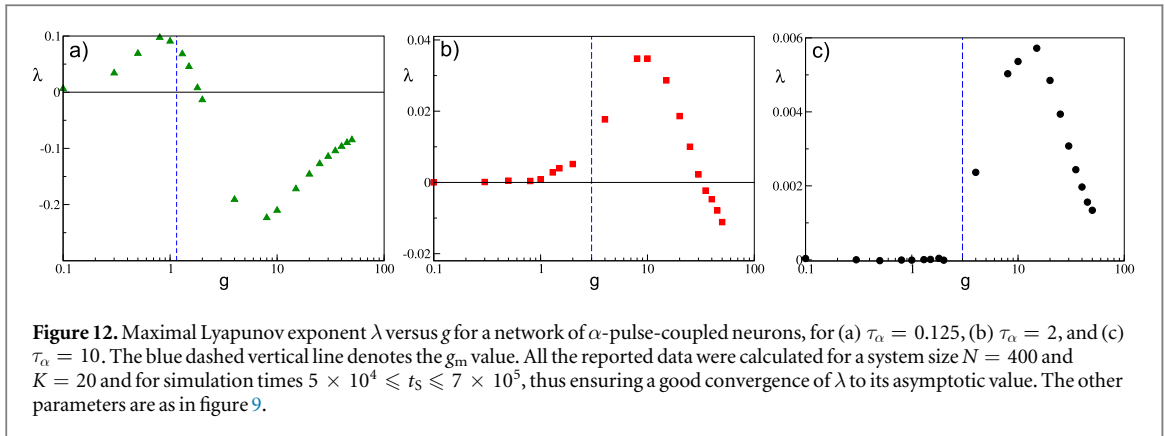 a)
λ
0.1
0
-0.1
-0.2
0.1
1
10
100
g
b)
λ
0.04
0.02
0
-0.02
0.1
1
10
100
g
c)
λ
0.006
0.004
0.002
0
0.1
1
10
100
g
Figure 12. Maximal Lyapunov exponent λ versus g for a network of α-pulse-coupled neurons, for (a) τα = 0.125, (b) τα = 2, and (c)
τα = 10. The blue dashed vertical line denotes the gm value. All the reported data were calculated for a system size N = 400 and
K = 20 and for simulation times 5 × 10⁴ ⩽ tS ⩽ 7 × 10⁵, thus ensuring a good convergence of λ to its asymptotic value. The other
parameters are as in figure 9.